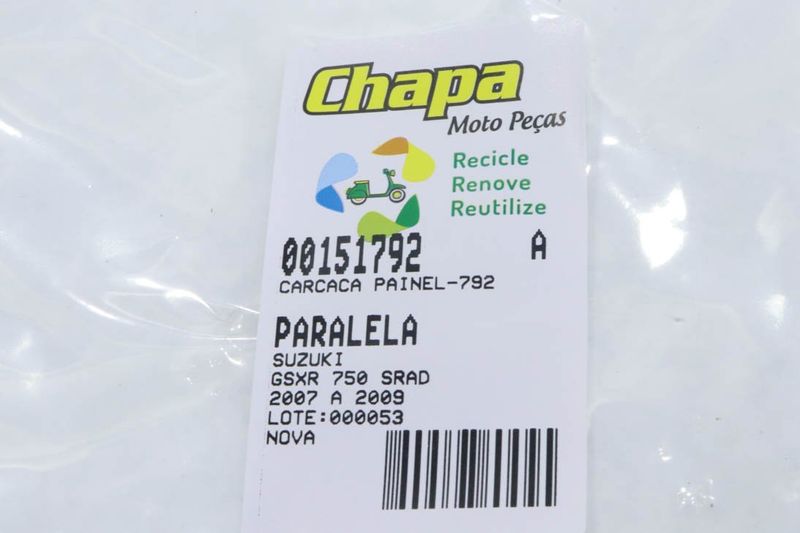 Chapa
Moto Peças
Recicle
Renove
Reutilize
00151792 A
CARCACA PAINEL-792
PARALELA
SUZUKI
GSXR 750 SRAD
2007 A 2009
LOTE:000053
NOVA